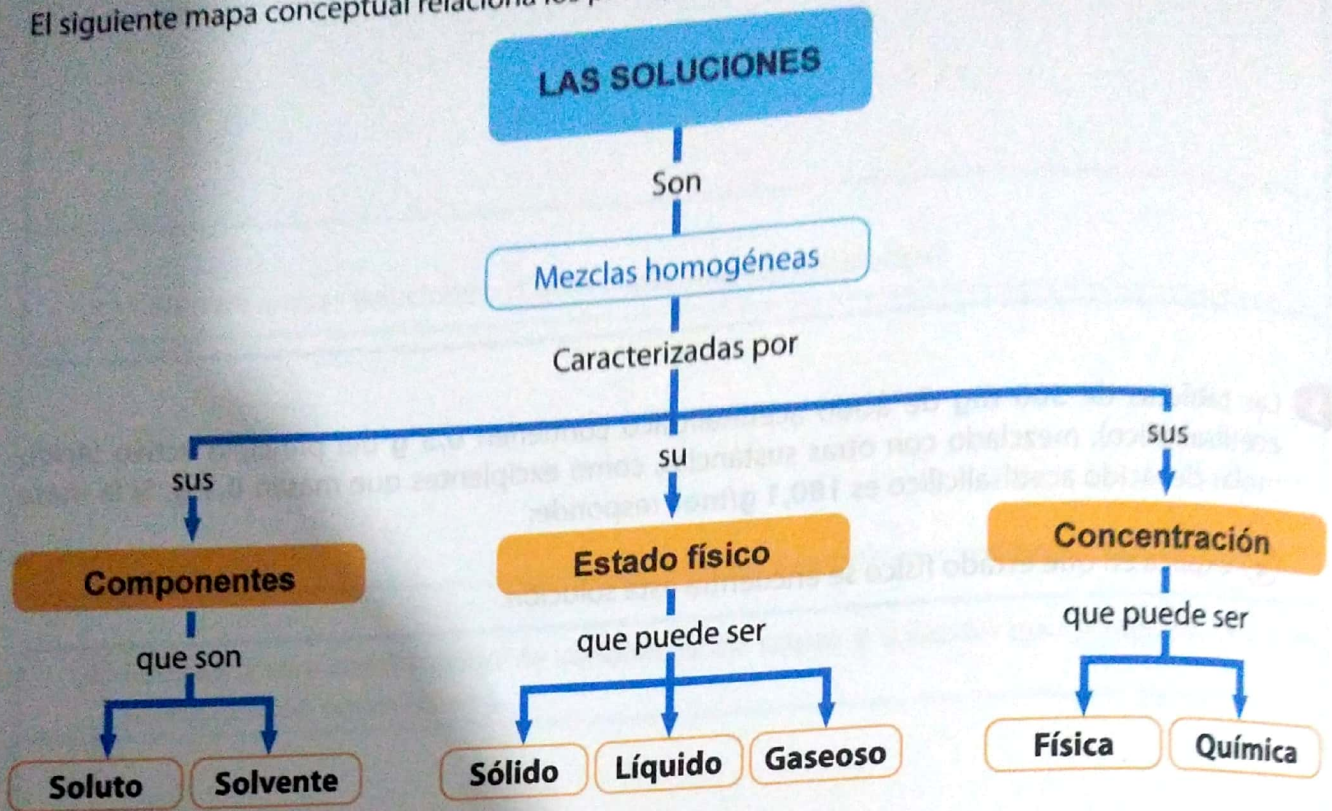 El siguiente mapa conceptual relaciona
LAS SOLUCIONES
Son
Mezclas homogéneas
Caracterizadas por
sus
su
sus
Componentes
Estado físico
Concentración
que son
que puede ser
que puede ser
Soluto
Solvente
Sólido
Líquido
Gaseoso
Física
Química